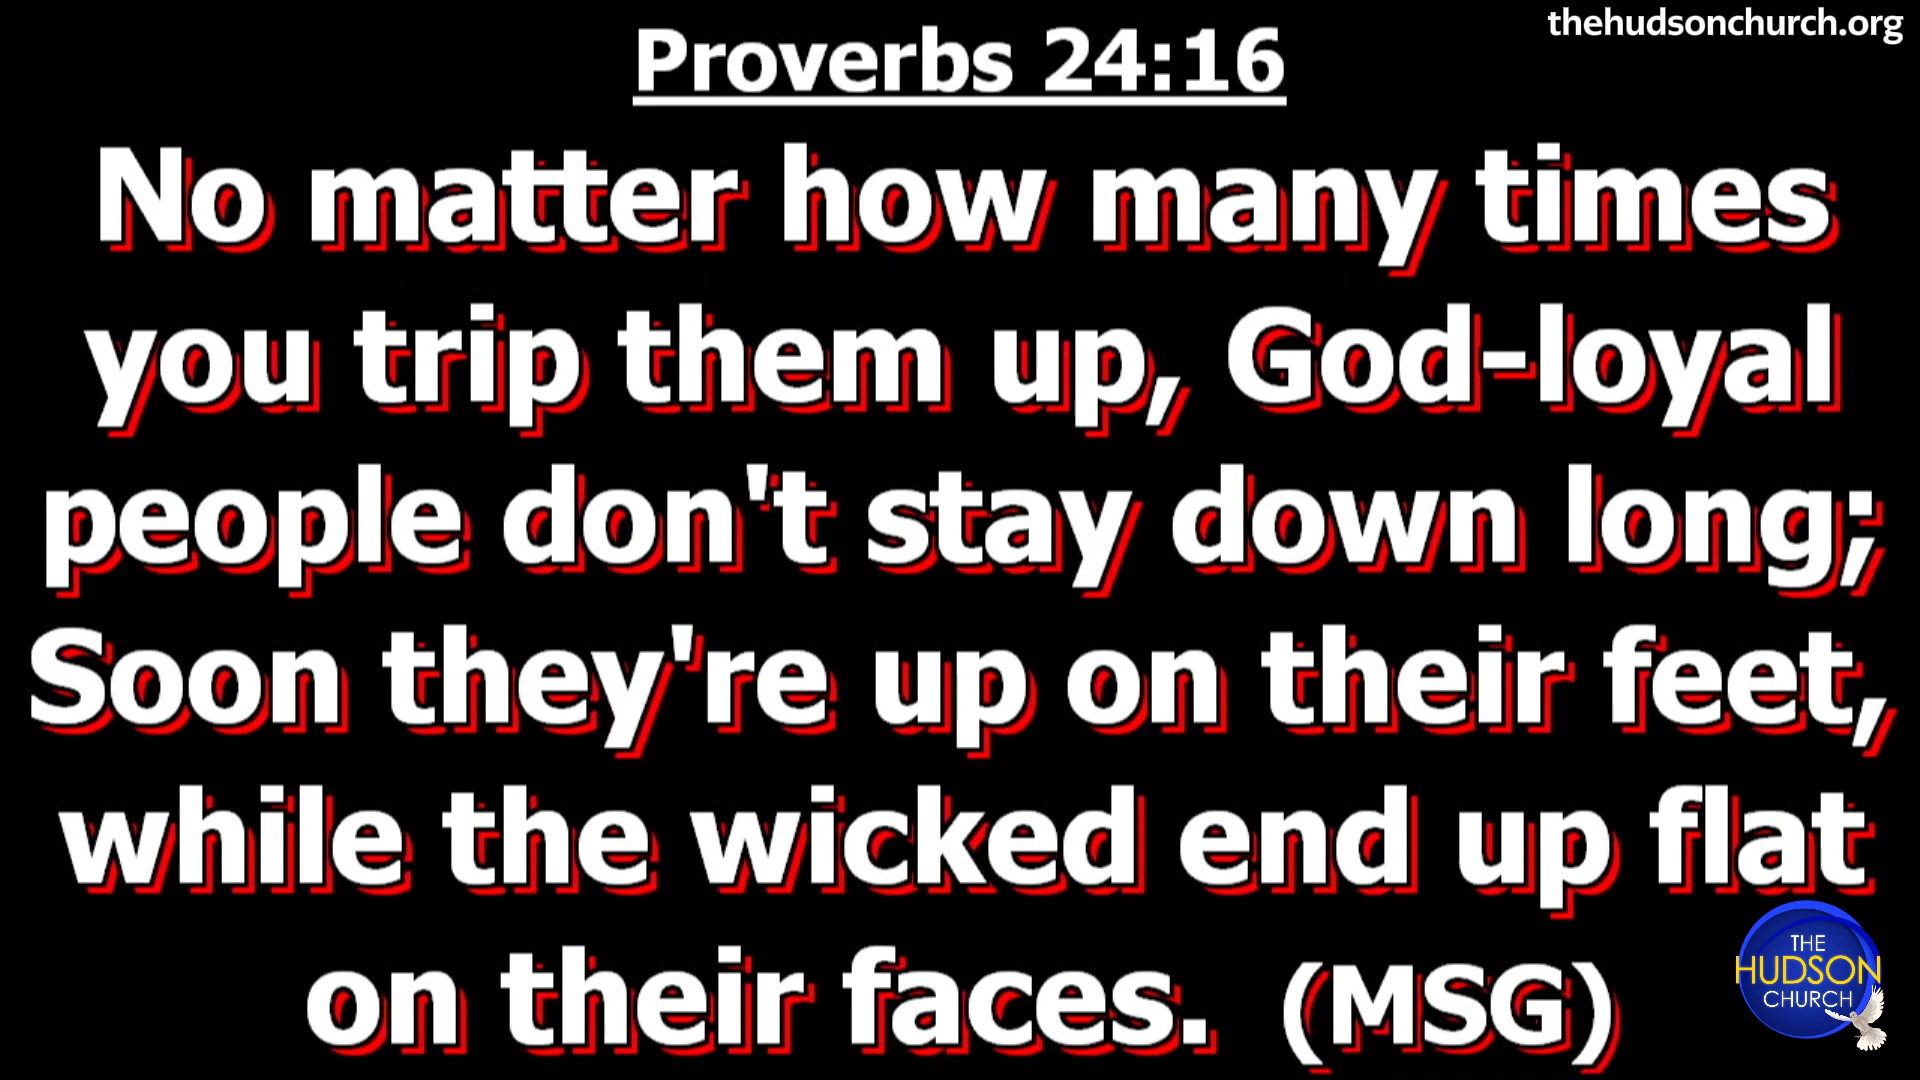 thehudsonchurch.org
Proverbs 24:16
No matter how many times
you trip them up, God-loyal
people don't stay down long;
Soon they're up on their feet,
while the wicked end up flat
on their faces. (MSG)
THE
HUDSON
CHURCH